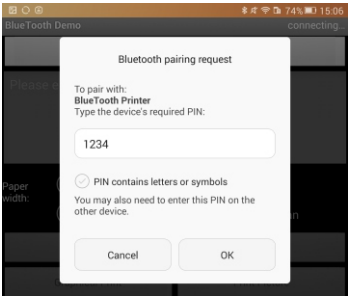 74% 15:06
BlueTooth Demo connecting...
Bluetooth pairing request
Please e
To pair with:
BlueTooth Printer
Type the device's required PIN:
1234
PIN contains letters or symbols
Paper
width:
You may also need to enter this PIN on the
other device.
Cancel OK